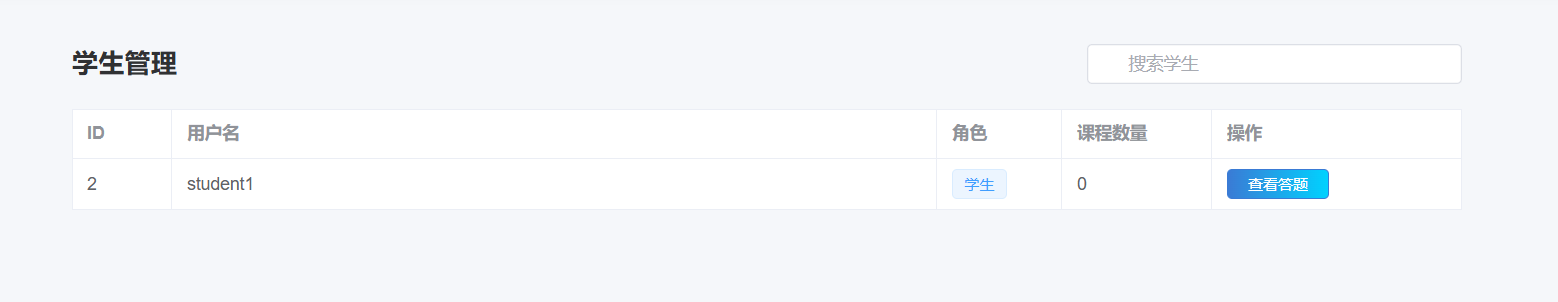 学生管理
搜索学生
ID 用户名 角色 课程数量 操作
2 student1 学生 0 查看答题